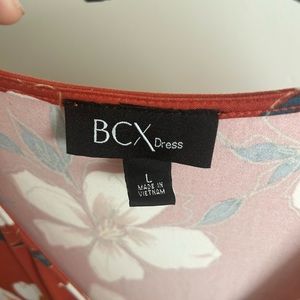 BCX Dress
L
MADE IN
VIETNAM